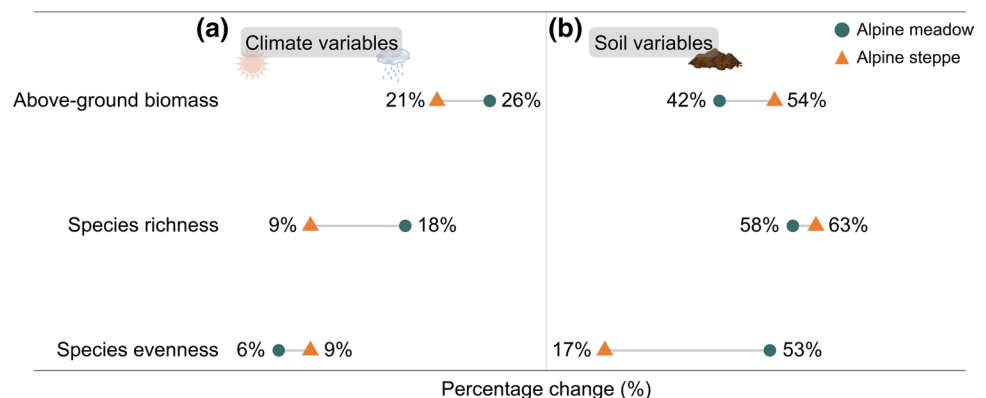 (a) Climate variables
(b) Soil variables
Alpine meadow
Alpine steppe
Above-ground biomass 21% 26% 42% 54%
Species richness 9% 18% 58% 63%
Species evenness 6% 9% 17% 53%
Percentage change (%)